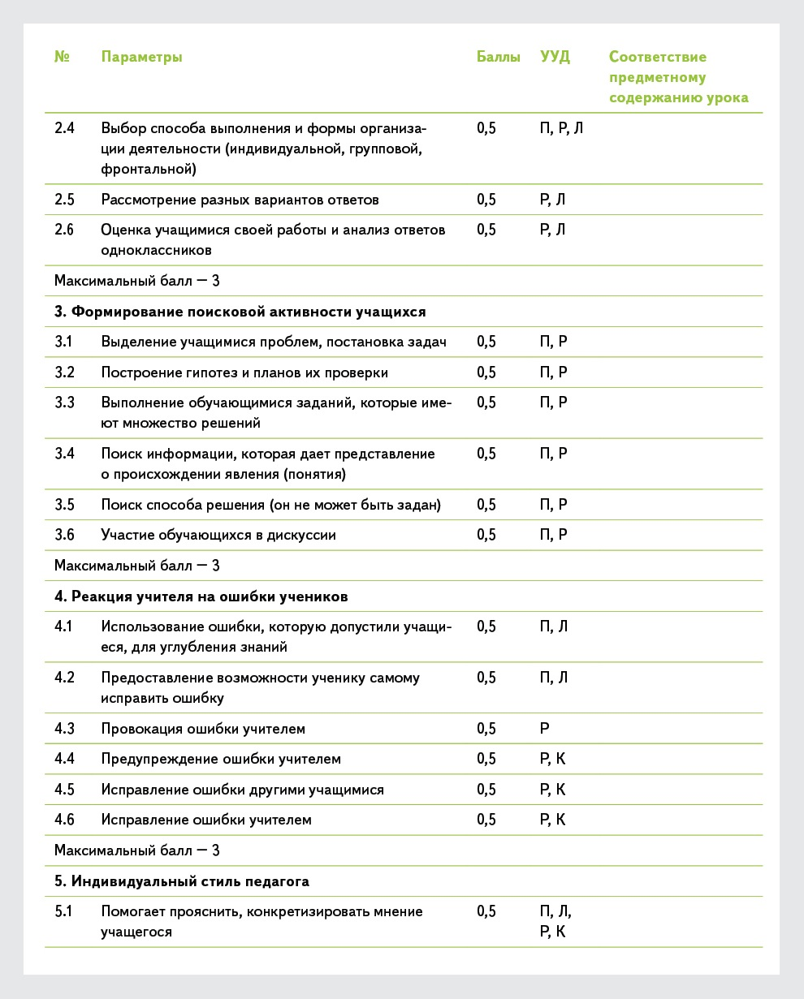 № Параметры Баллы УУД Соответствие
предметному
содержанию урока
2.4 Выбор способа выполнения и формы организа- 0,5 П, Р, Л
ции деятельности (индивидуальной, групповой,
фронтальной)
2.5 Рассмотрение разных вариантов ответов 0,5 Р, Л
2.6 Оценка учащимися своей работы и анализ ответов 0,5 Р, Л
одноклассников
Максимальный балл — 3
3. Формирование поисковой активности учащихся
3.1 Выделение учащимися проблем, постановка задач 0,5 П, Р
3.2 Построение гипотез и планов их проверки 0,5 П, Р
3.3 Выполнение обучающимися заданий, которые име- 0,5 П, Р
ют множество решений
3.4 Поиск информации, которая дает представление 0,5 П, Р
о происхождении явления (понятия)
3.5 Поиск способа решения (он не может быть задан) 0,5 П, Р
3.6 Участие обучающихся в дискуссии 0,5 П, Р
Максимальный балл — 3
4. Реакция учителя на ошибки учеников
4.1 Использование ошибки, которую допустили учащи- 0,5 П, Л
еся, для углубления знаний
4.2 Предоставление возможности ученику самому 0,5 П, Л
исправить ошибку
4.3 Провокация ошибки учителем 0,5 Р
4.4 Предупреждение ошибки учителем 0,5 Р, К
4.5 Исправление ошибки другими учащимися 0,5 Р, К
4.6 Исправление ошибки учителем 0,5 Р, К
Максимальный балл — 3
5. Индивидуальный стиль педагога
5.1 Помогает прояснить, конкретизировать мнение 0,5 П, Л,
учащегося Р, К